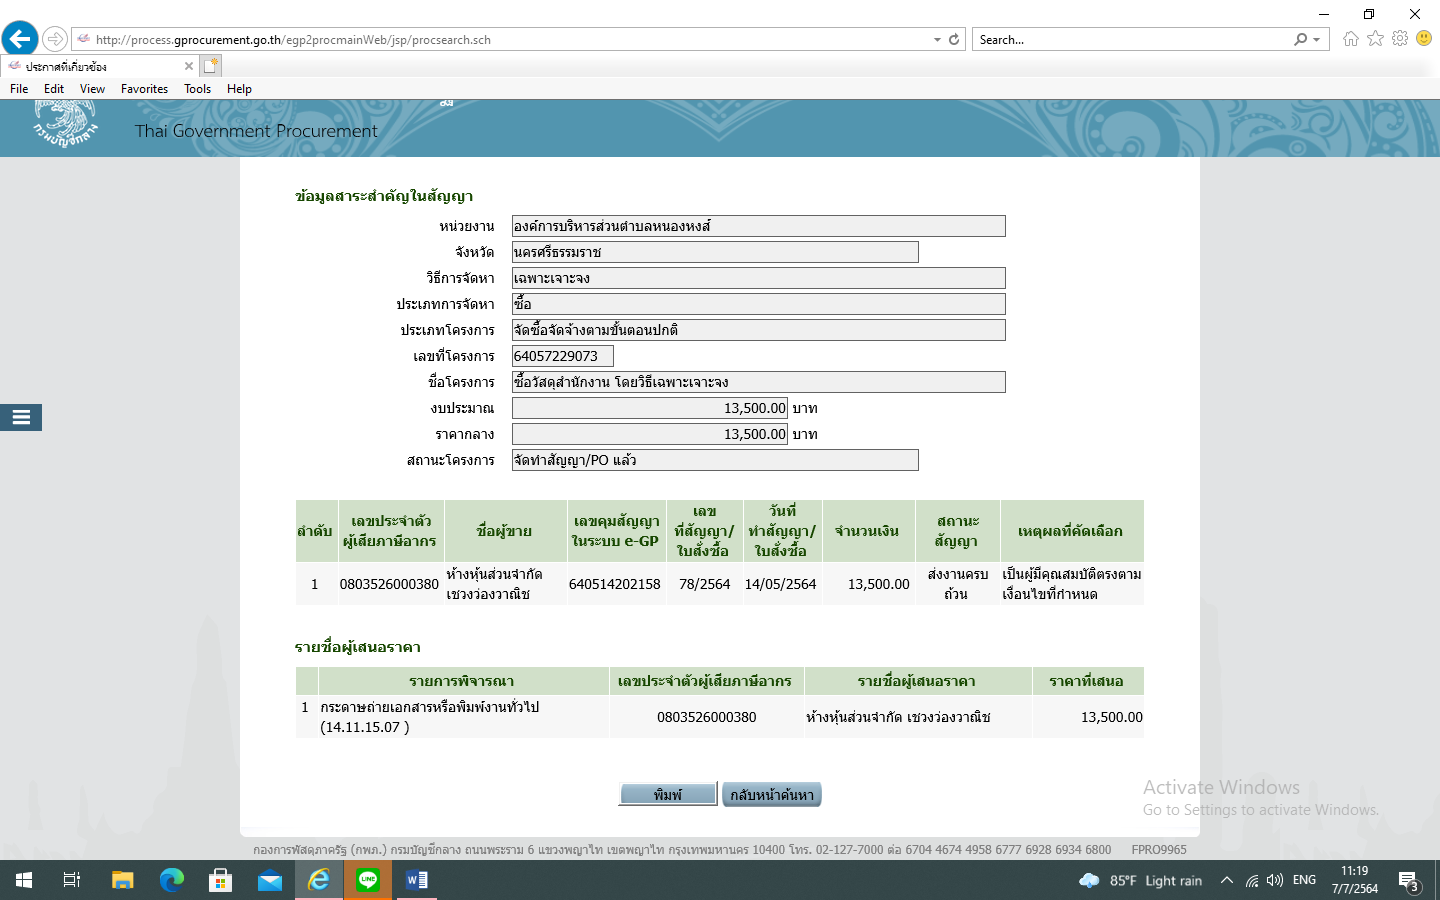 http://process.gprocurement.go.th/egp2procmainWeb/jsp/procsearch.sch
Search...
ประกาศที่เกี่ยวข้อง
File Edit View Favorites Tools Help
กรมบัญชีกลาง
Thai Government Procurement
ข้อมูลสาระสำคัญในสัญญา
หน่วยงาน องค์การบริหารส่วนตำบลหนองหงส์
จังหวัด นครศรีธรรมราช
วิธีการจัดหา เฉพาะเจาะจง
ประเภทการจัดหา ซื้อ
ประเภทโครงการ จัดซื้อจัดจ้างตามขั้นตอนปกติ
เลขที่โครงการ 64057229073
ชื่อโครงการ ซื้อวัสดุสำนักงาน โดยวิธีเฉพาะเจาะจง
งบประมาณ 13,500.00 บาท
ราคากลาง 13,500.00 บาท
สถานะโครงการ จัดทำสัญญา/PO แล้ว
ลำดับ เลขประจำตัวผู้เสียภาษีอากร ชื่อผู้ขาย เลขคุมสัญญาในระบบ e-GP เลขที่สัญญา/ใบสั่งซื้อ วันที่ทำสัญญา/ใบสั่งซื้อ จำนวนเงิน สถานะสัญญา เหตุผลที่คัดเลือก
1 0803526000380 ห้างหุ้นส่วนจำกัด เชวงว่องวาณิช 640514202158 78/2564 14/05/2564 13,500.00 ส่งงานครบถ้วน เป็นผู้มีคุณสมบัติตรงตามเงื่อนไขที่กำหนด
รายชื่อผู้เสนอราคา
รายการพิจารณา เลขประจำตัวผู้เสียภาษีอากร รายชื่อผู้เสนอราคา ราคาที่เสนอ
1 กระดาษถ่ายเอกสารหรือพิมพ์งานทั่วไป (14.11.15.07 ) 0803526000380 ห้างหุ้นส่วนจำกัด เชวงว่องวาณิช 13,500.00
พิมพ์ กลับหน้าค้นหา
Activate Windows
Go to Settings to activate Windows.
กองการพัสดุภาครัฐ (กพภ.) กรมบัญชีกลาง ถนนพระราม 6 แขวงพญาไท เขตพญาไท กรุงเทพมหานคร 10400 โทร. 02-127-7000 ต่อ 6704 4674 4958 6777 6928 6934 6800 FPRO9965
LINE
85°F Light rain ENG 11:19
7/7/2564
3